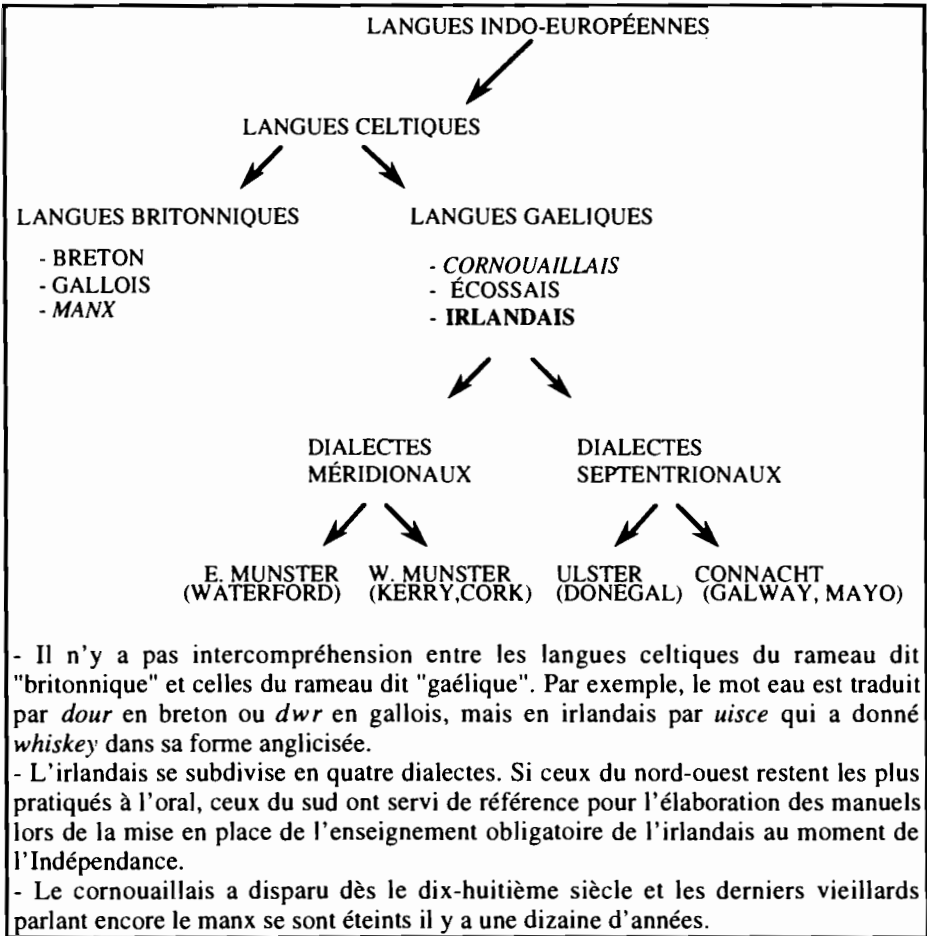 LANGUES INDO-EUROPÉENNES
LANGUES CELTIQUES
LANGUES BRITONNIQUES
- BRETON
- GALLOIS
- MANX
LANGUES GAELIQUES
- CORNOUAILLAIS
- ÉCOSSAIS
- IRLANDAIS
DIALECTES
MÉRIDIONAUX
DIALECTES
SEPTENTRIONAUX
E. MUNSTER
(WATERFORD)
W. MUNSTER
(KERRY,CORK)
ULSTER
(DONEGAL)
CONNACHT
(GALWAY, MAYO)
- Il n'y a pas intercompréhension entre les langues celtiques du rameau dit
"britonnique" et celles du rameau dit "gaélique". Par exemple, le mot eau est traduit
par dour en breton ou dwr en gallois, mais en irlandais par uisce qui a donné
whiskey dans sa forme anglicisée.
- L'irlandais se subdivise en quatre dialectes. Si ceux du nord-ouest restent les plus
pratiqués à l'oral, ceux du sud ont servi de référence pour l'élaboration des manuels
lors de la mise en place de l'enseignement obligatoire de l'irlandais au moment de
l'Indépendance.
- Le cornouaillais a disparu dès le dix-huitième siècle et les derniers vieillards
parlant encore le manx se sont éteints il y a une dizaine d'années.